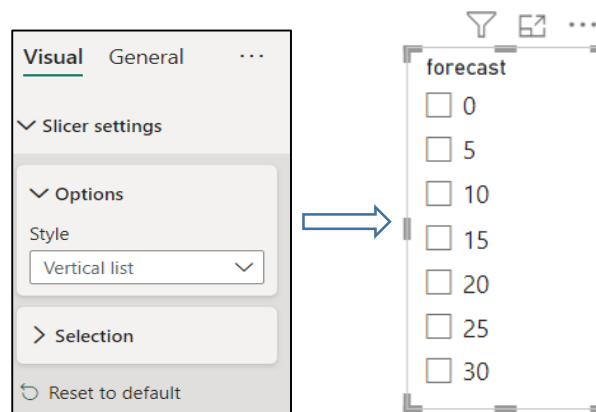 Visual General ...
Slicer settings
Options
Style
Vertical list
Selection
Reset to default
forecast
0
5
10
15
20
25
30